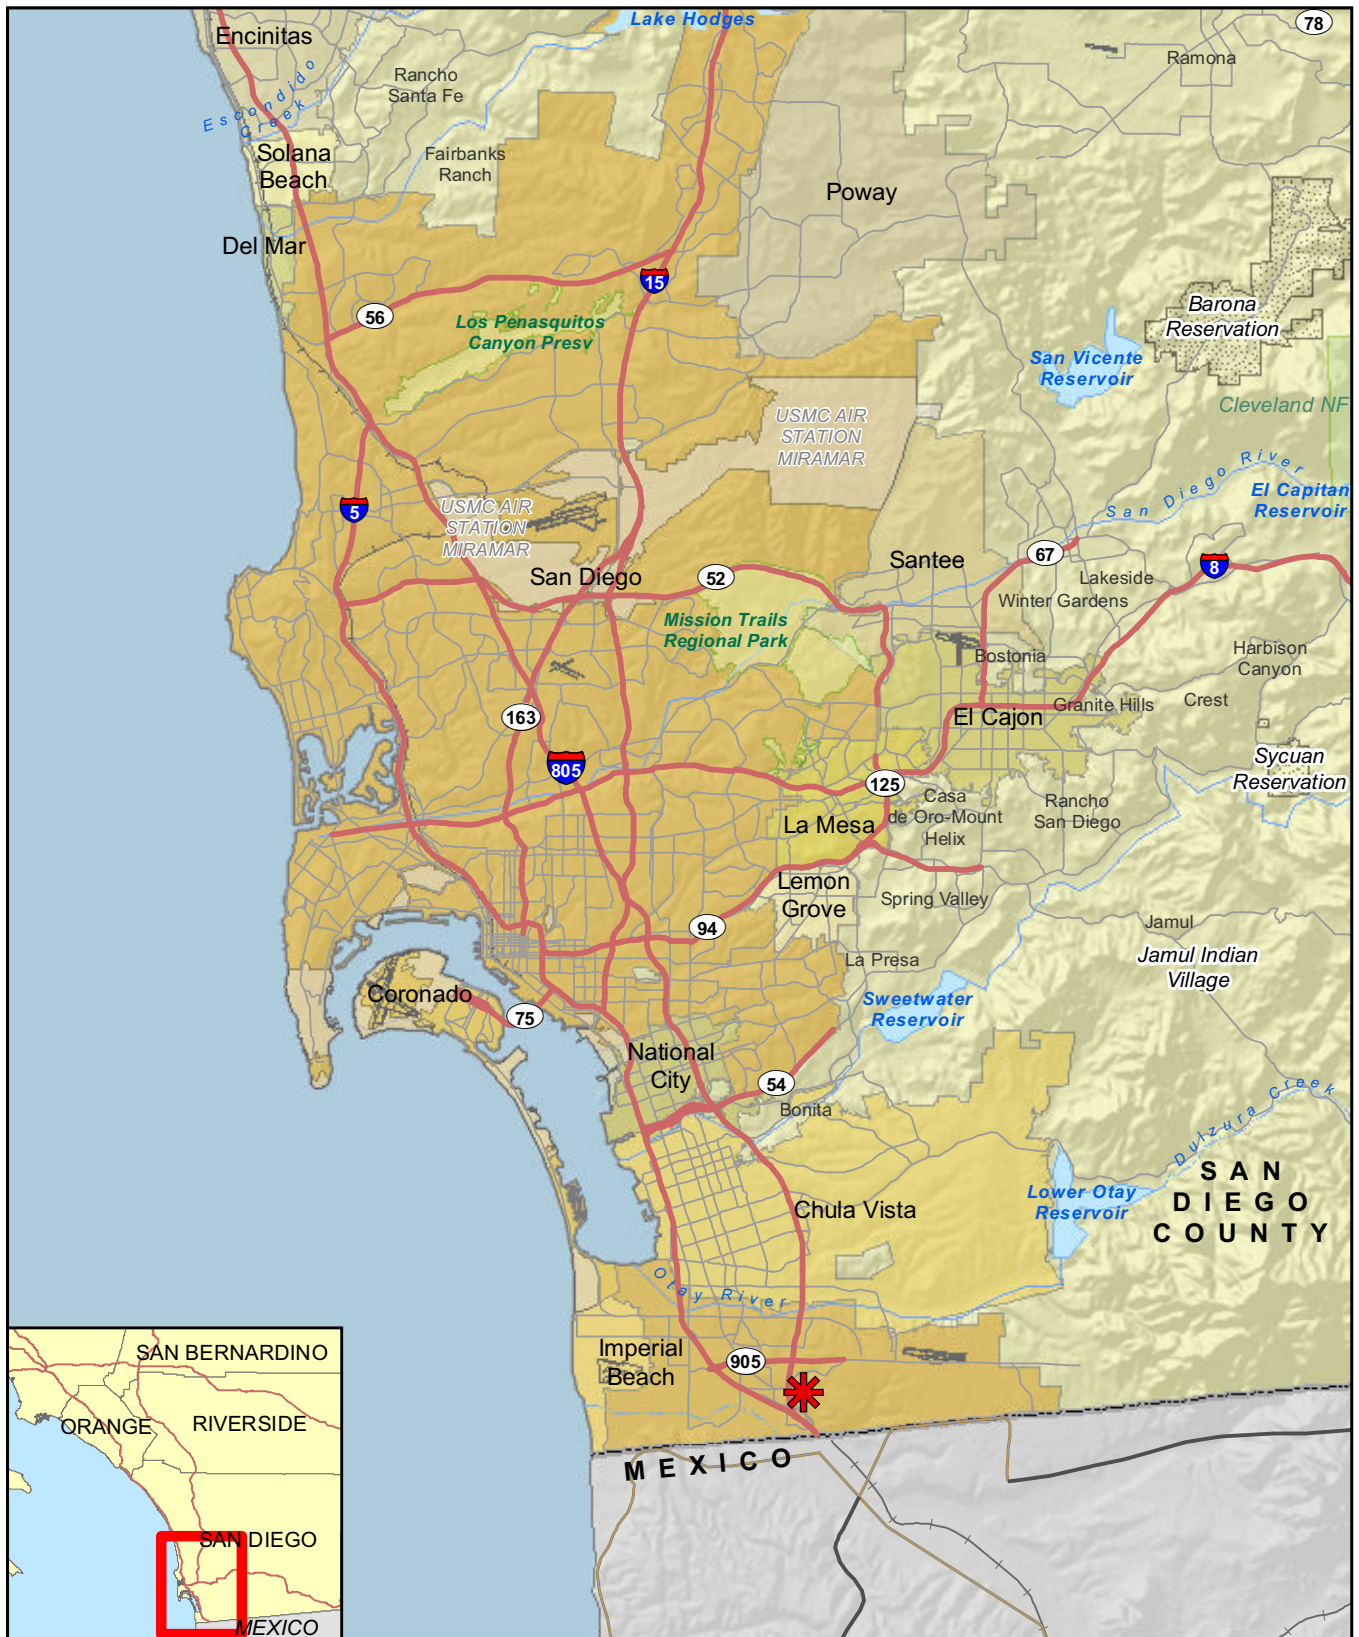 Lake Hodges
78
Encinitas
Ramona
Rancho
Santa Fe
Escondido
Creek
Solana
Beach
Fairbanks
Ranch
Poway
Del Mar
15
Barona
Reservation
56
Los Penasquitos
Canyon Presv
San Vicente
Reservoir
Cleveland NF
USMC AIR
STATION
MIRAMAR
San Diego River
El Capitan
Reservoir
5
USMC AIR
STATION
MIRAMAR
Santee
67
8
San Diego
52
Lakeside
Winter Gardens
Mission Trails
Regional Park
Bostonia
Harbison
Canyon
163
El Cajon
Granite Hills
Crest
805
Sycuan
Reservation
125
Casa
de Oro-Mount
Helix
Rancho
San Diego
La Mesa
Lemon
Grove
Spring Valley
94
Jamul
La Presa
Jamul Indian
Village
Coronado
75
Sweetwater
Reservoir
National
City
54
Bonita
Dulzura Creek
SAN
DIEGO
COUNTY
Lower Otay
Reservoir
Chula Vista
Otay River
Imperial
Beach
905
MEXICO
SAN BERNARDINO
ORANGE
RIVERSIDE
SAN DIEGO
MEXICO